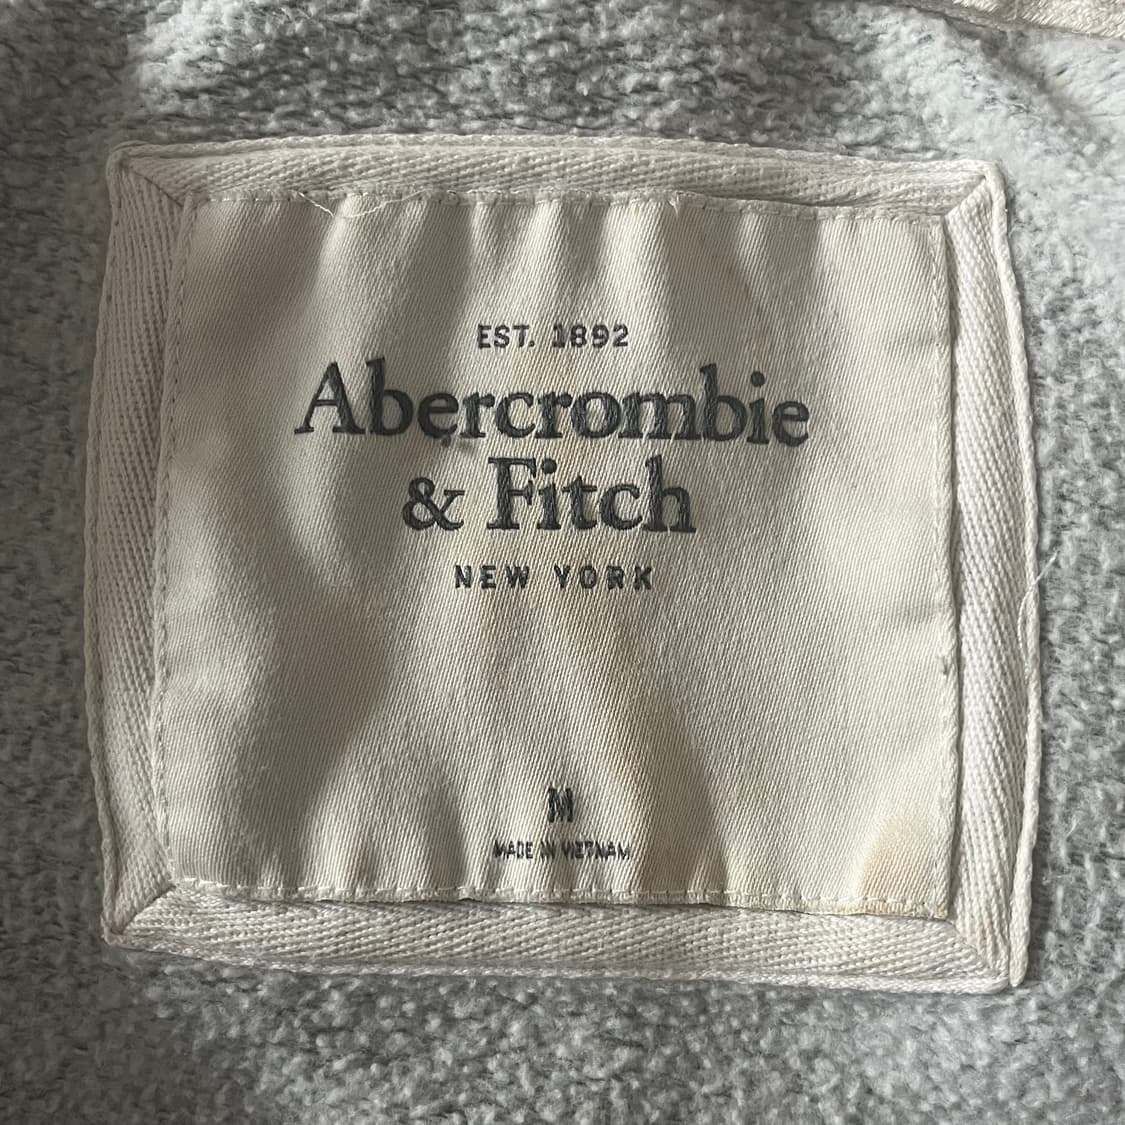 EST. 1892
Abercrombie
& Fitch
NEW YORK
M
MADE IN VIETNAM